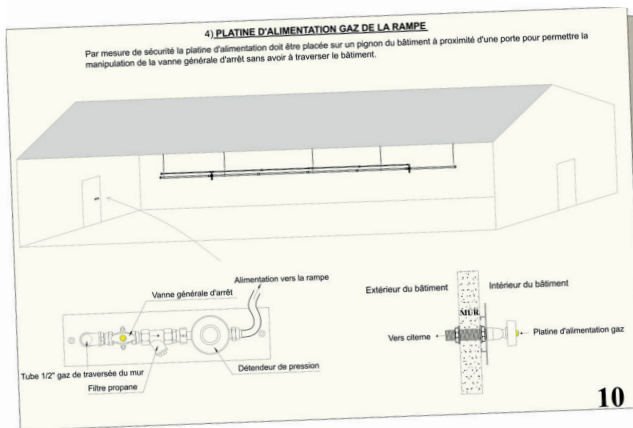 4) PLATINE D'ALIMENTATION GAZ DE LA RAMPE
Par mesure de sécurité la platine d'alimentation doit être placée sur un pignon du bâtiment à proximité d'une porte pour permettre la
manipulation de la vanne générale d'arrêt sans avoir à traverser le bâtiment.
Alimentation vers la rampe
Vanne générale d'arrêt
Tube 1/2" gaz de traversée du mur
Filtre propane
Détendeur de pression
Extérieur du bâtiment
Intérieur du bâtiment
MUR
Vers citerne
Platine d'alimentation gaz
10